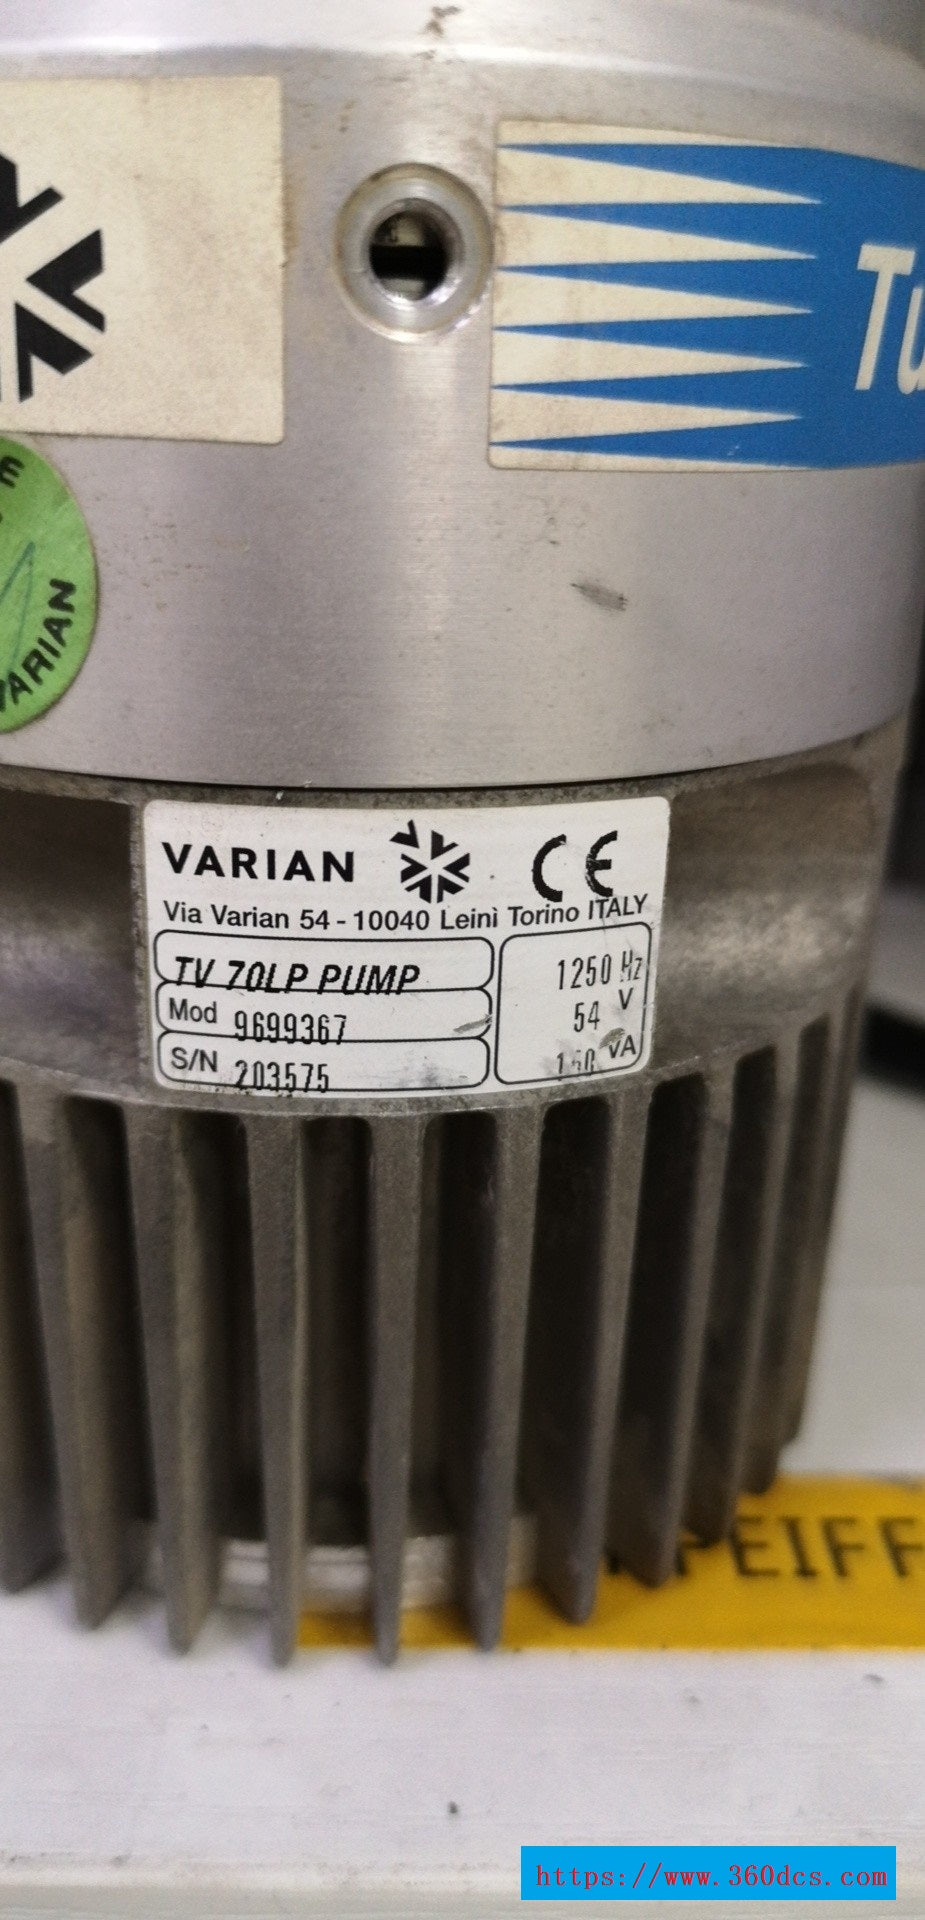 Tu
E
VARIAN
VARIAN
CE
Via Varian 54 - 10040 Leinì Torino ITALY
TV 70LP PUMP
1250 Hz
Mod 9699367
54 V
S/N 203575
VA
PEIFF
https://www.360dcs.com